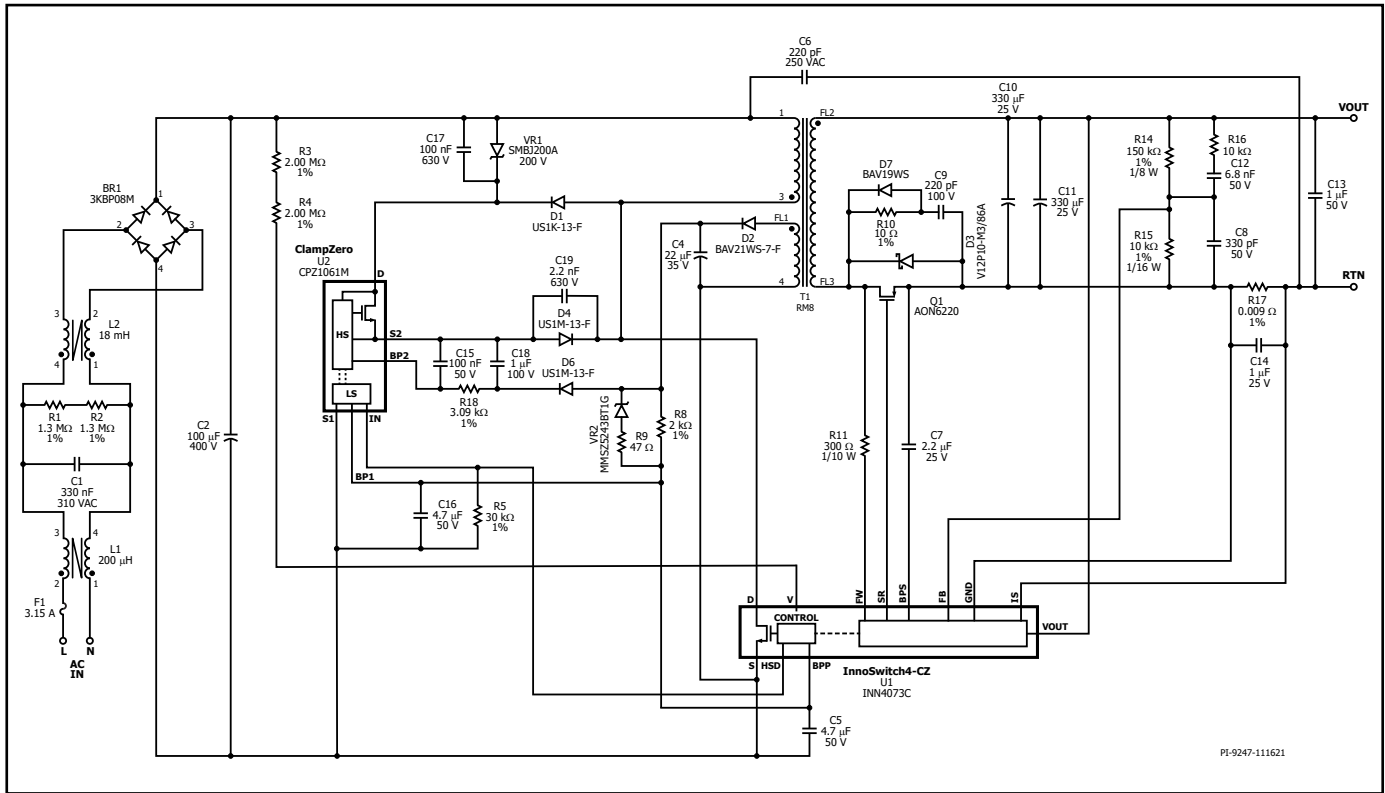 C6
220 pF
250 VAC
C10
330 µF
25 V
VOUT
1
FL2
C17
100 nF
630 V
VR1
SMBJ200A
200 V
R3
2.00 MΩ
1%
R4
2.00 MΩ
1%
D7
BAV19WS
C9
220 pF
100 V
R10
10 Ω
1%
D3
V12P10-M3/86A
C11
330 µF
25 V
R14
150 kΩ
1%
1/8 W
R16
10 kΩ
C12
6.8 nF
50 V
C13
1 µF
50 V
R15
10 kΩ
1%
1/16 W
C8
330 pF
50 V
BR1
3KBP08M
1
2
3
4
D1
US1K-13-F
3
FL1
D2
BAV21WS-7-F
C4
22 µF
35 V
4
FL3
T1
RM8
Q1
AON6220
RTN
R17
0.009 Ω
1%
C14
1 µF
25 V
ClampZero
U2
CPZ1061M
D
HS
S2
BP2
LS
S1
IN
BP1
C19
2.2 nF
630 V
D4
US1M-13-F
C15
100 nF
50 V
C18
1 µF
100 V
D6
US1M-13-F
R18
3.09 kΩ
1%
VR2
MMSZ5243BT1G
R9
47 Ω
R8
2 kΩ
1%
R11
300 Ω
1/10 W
C7
2.2 µF
25 V
3
2
L2
18 mH
4
1
R1
1.3 MΩ
1%
R2
1.3 MΩ
1%
C1
330 nF
310 VAC
C2
100 µF
400 V
C16
4.7 µF
50 V
R5
30 kΩ
1%
3
4
L1
200 µH
2
1
F1
3.15 A
L
N
AC
IN
D
V
FW
SR
BPS
FB
GND
IS
CONTROL
VOUT
S
HSD
BPP
InnoSwitch4-CZ
U1
INN4073C
C5
4.7 µF
50 V
PI-9247-111621